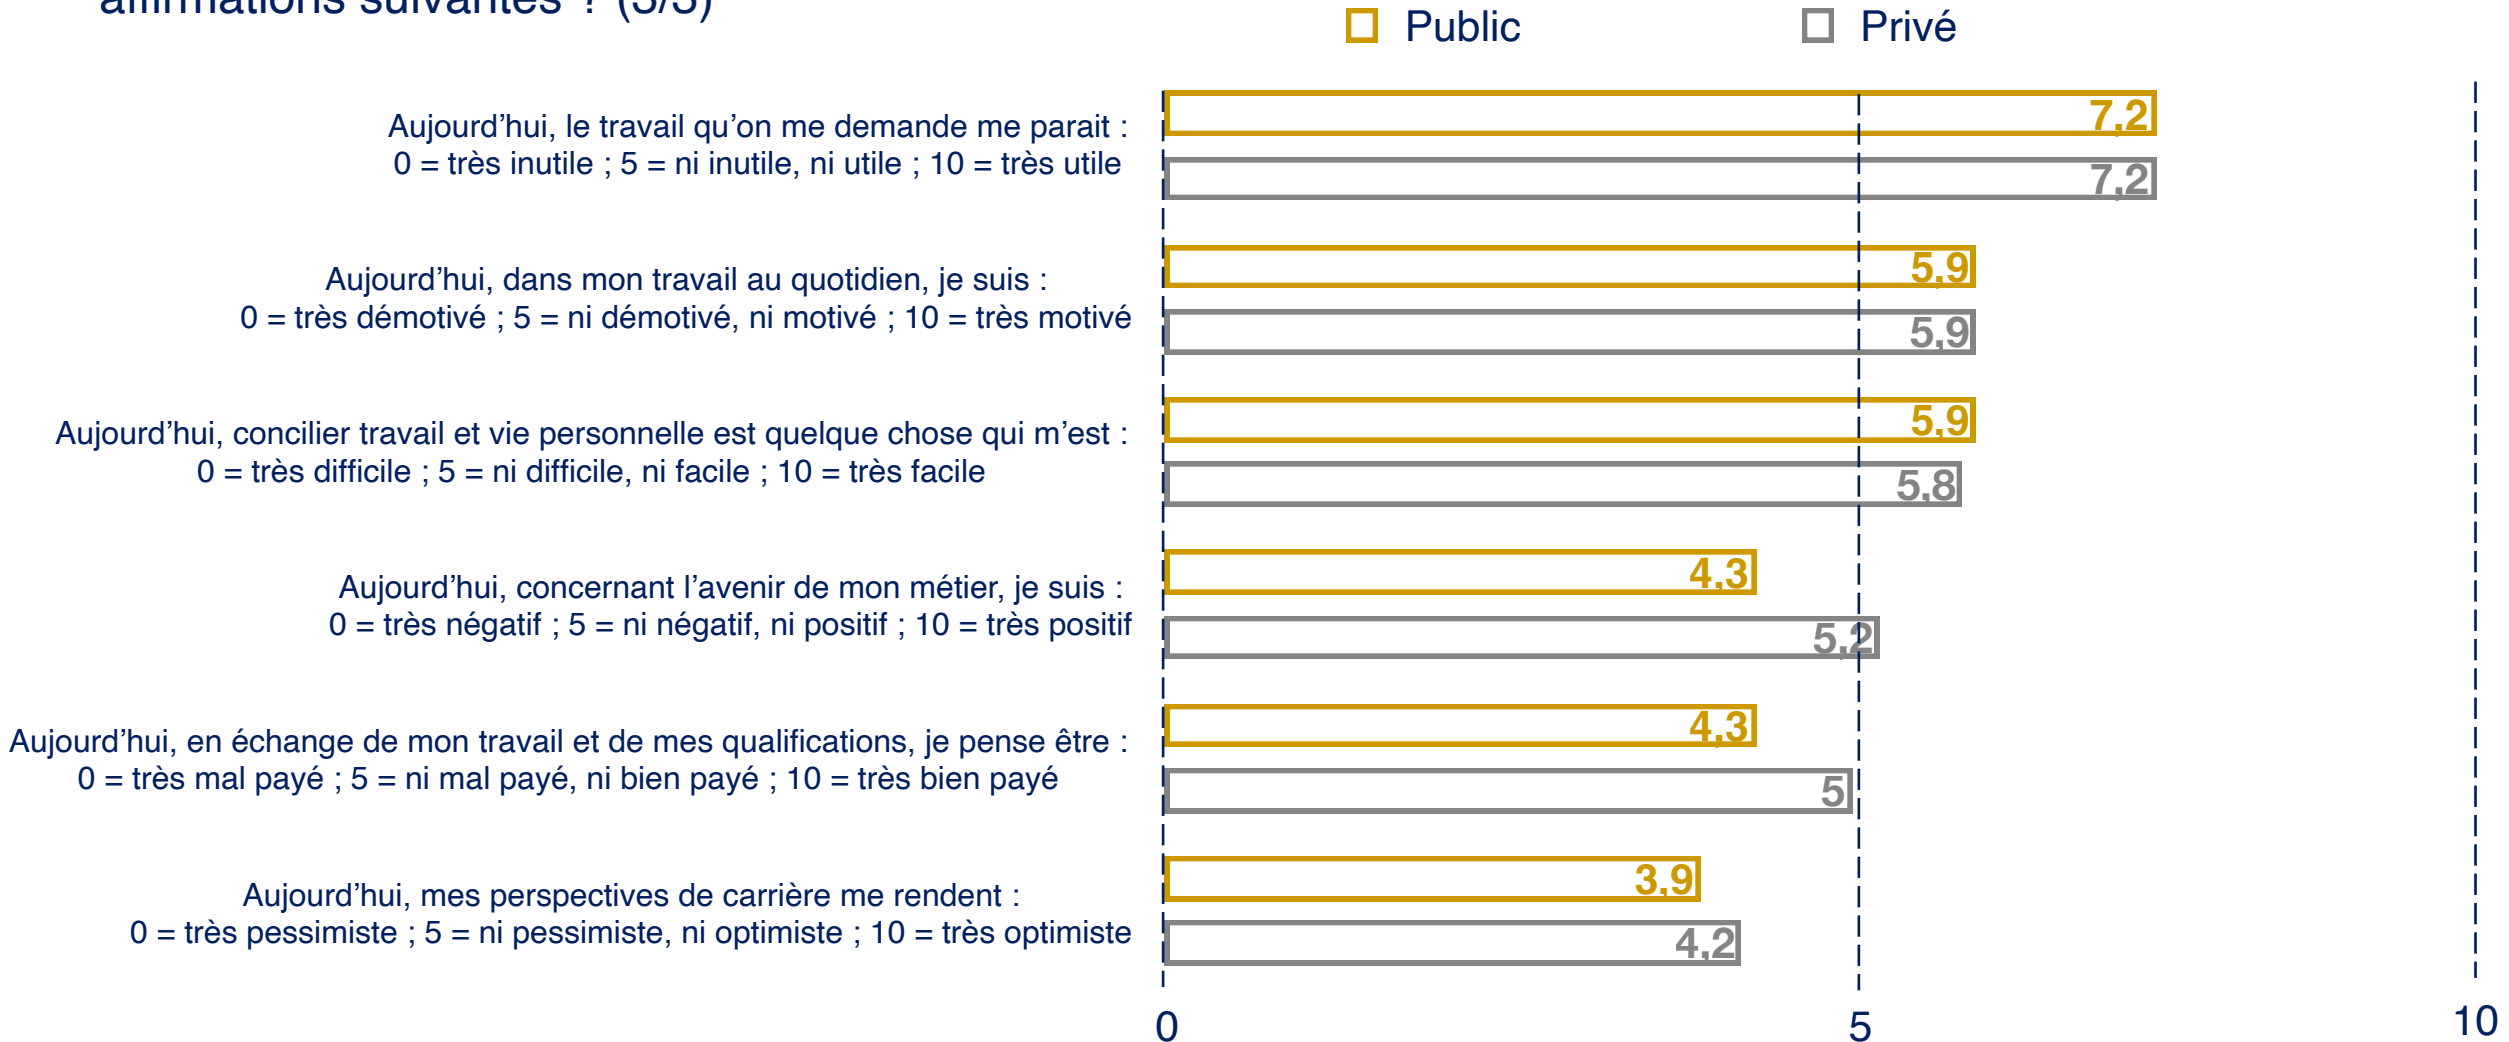 affirmations suivantes ? (3/3)
Public
Privé
Aujourd’hui, le travail qu’on me demande me parait :
0 = très inutile ; 5 = ni inutile, ni utile ; 10 = très utile
7,2
7,2
Aujourd’hui, dans mon travail au quotidien, je suis :
0 = très démotivé ; 5 = ni démotivé, ni motivé ; 10 = très motivé
5,9
5,9
Aujourd’hui, concilier travail et vie personnelle est quelque chose qui m’est :
0 = très difficile ; 5 = ni difficile, ni facile ; 10 = très facile
5,9
5,8
Aujourd’hui, concernant l’avenir de mon métier, je suis :
0 = très négatif ; 5 = ni négatif, ni positif ; 10 = très positif
4,3
5,2
Aujourd’hui, en échange de mon travail et de mes qualifications, je pense être :
0 = très mal payé ; 5 = ni mal payé, ni bien payé ; 10 = très bien payé
4,3
5
Aujourd’hui, mes perspectives de carrière me rendent :
0 = très pessimiste ; 5 = ni pessimiste, ni optimiste ; 10 = très optimiste
3,9
4,2
0
5
10